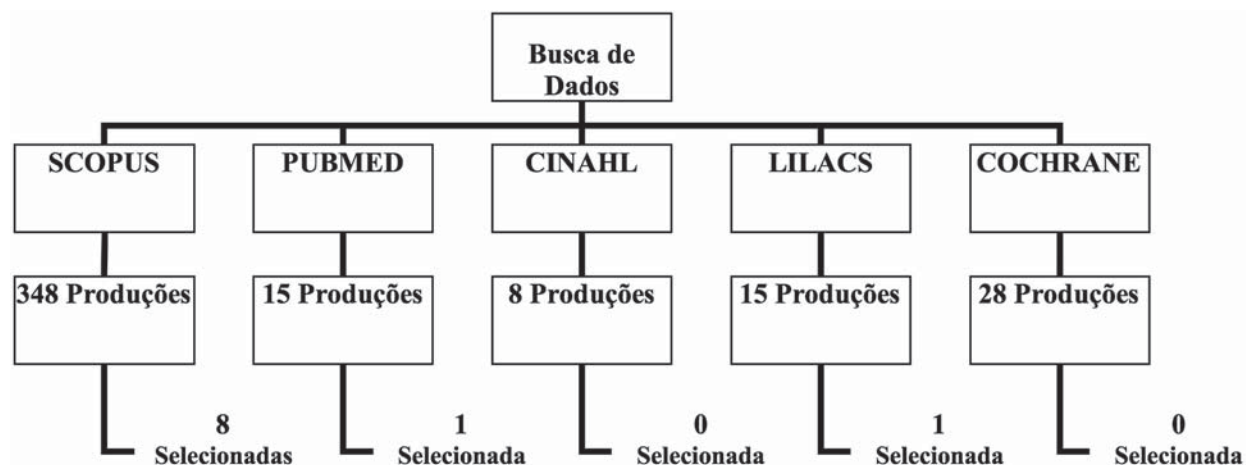 Busca de
Dados
SCOPUS
PUBMED
CINAHL
LILACS
COCHRANE
348 Produções
15 Produções
8 Produções
15 Produções
28 Produções
8
Selecionadas
1
Selecionada
0
Selecionada
1
Selecionada
0
Selecionada